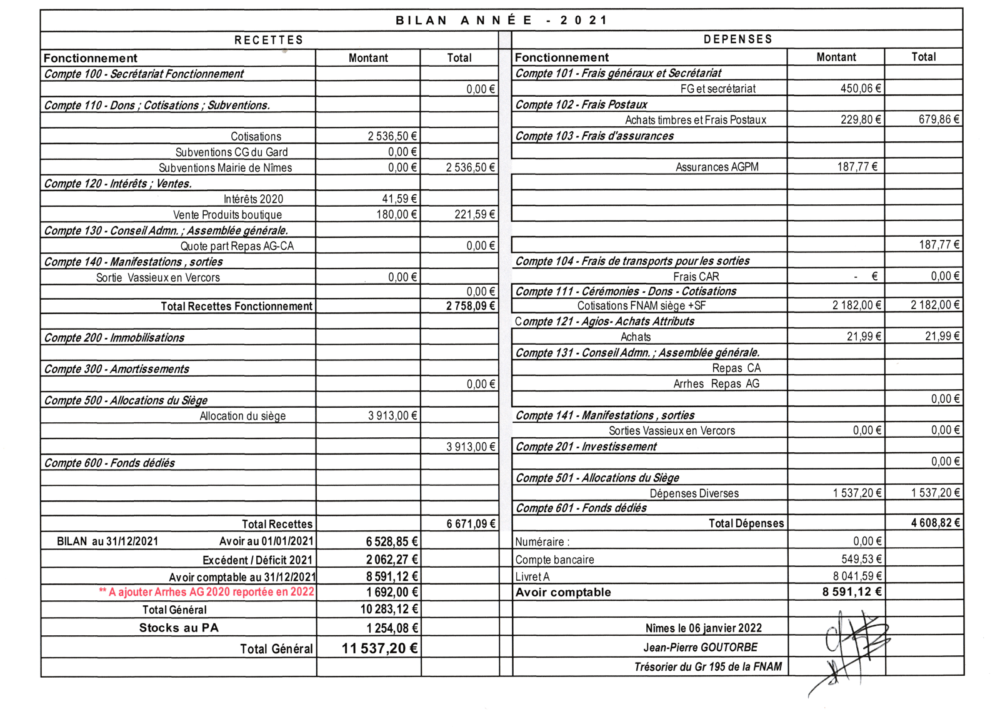 BILAN ANNÉE - 2021
RECETTES
DEPENSES
Fonctionnement Montant Total
Fonctionnement Montant Total
Compte 100 - Secrétariat Fonctionnement
Compte 101 - Frais généraux et Secrétariat
0,00 €
FG et secrétariat 450,06 €
Compte 110 - Dons ; Cotisations ; Subventions.
Compte 102 - Frais Postaux
Achats timbres et Frais Postaux 229,80 € 679,86 €
Cotisations 2 536,50 €
Compte 103 - Frais d'assurances
Subventions CG du Gard 0,00 €
Subventions Mairie de Nîmes 0,00 € 2 536,50 €
Assurances AGPM 187,77 €
Compte 120 - Intérêts ; Ventes.
Intérêts 2020 41,59 €
Vente Produits boutique 180,00 € 221,59 €
Compte 130 - Conseil Admn. ; Assemblée générale.
Quote part Repas AG-CA 0,00 €
187,77 €
Compte 140 - Manifestations , sorties
Compte 104 - Frais de transports pour les sorties
Sortie Vassieux en Vercors 0,00 €
Frais CAR - € 0,00 €
0,00 €
Compte 111 - Cérémonies - Dons - Cotisations
Total Recettes Fonctionnement 2 758,09 €
Cotisations FNAM siège +SF 2 182,00 € 2 182,00 €
Compte 121 - Agios- Achats Attributs
Compte 200 - Immobilisations
Achats 21,99 € 21,99 €
Compte 131 - Conseil Admn. ; Assemblée générale.
Compte 300 - Amortissements
Repas CA
0,00 €
Arrhes Repas AG
Compte 500 - Allocations du Siège
0,00 €
Allocation du siège 3 913,00 €
Compte 141 - Manifestations , sorties
Sorties Vassieux en Vercors 0,00 € 0,00 €
3 913,00 €
Compte 201 - Investissement
Compte 600 - Fonds dédiés
0,00 €
Compte 501 - Allocations du Siège
Dépenses Diverses 1 537,20 € 1 537,20 €
Compte 601 - Fonds dédiés
Total Recettes 6 671,09 €
Total Dépenses 4 608,82 €
BILAN au 31/12/2021 Avoir au 01/01/2021 6 528,85 €
Numéraire : 0,00 €
Excédent / Déficit 2021 2 062,27 €
Compte bancaire 549,53 €
Avoir comptable au 31/12/2021 8 591,12 €
Livret A 8 041,59 €
** A ajouter Arrhes AG 2020 reportée en 2022 1 692,00 €
Avoir comptable 8 591,12 €
Total Général 10 283,12 €
Stocks au PA 1 254,08 €
Nîmes le 06 janvier 2022
Total Général 11 537,20 €
Jean-Pierre GOUTORBE
Trésorier du Gr 195 de la FNAM